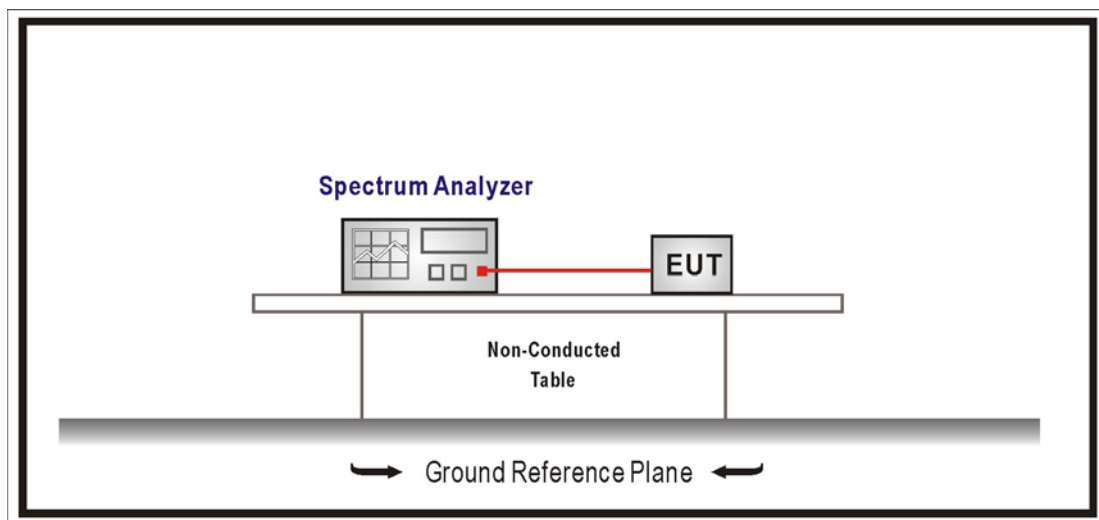 Spectrum Analyzer
EUT
Non-Conducted
Table
Ground Reference Plane